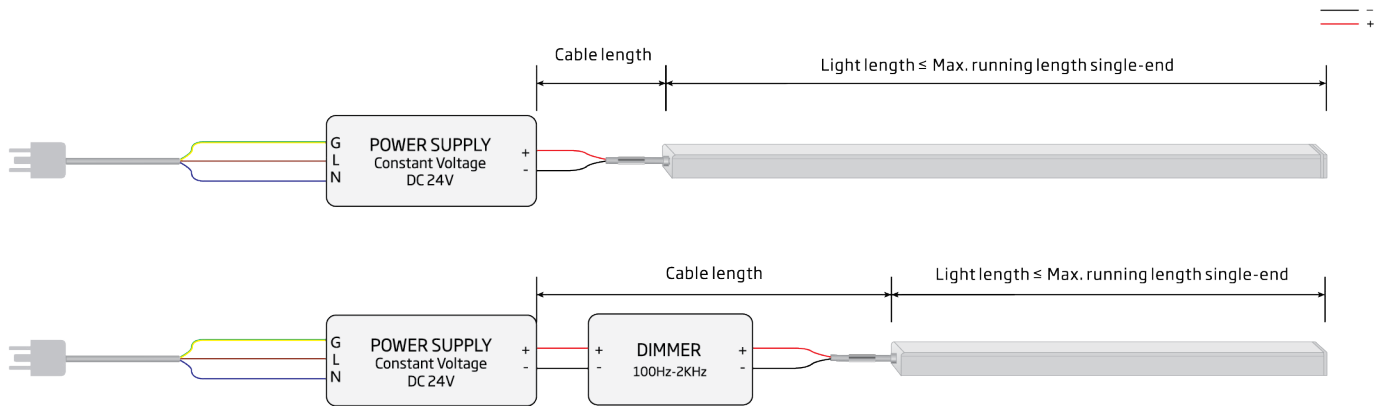 -
+
Cable length
Light length ≤ Max. running length single-end
G
L
N
POWER SUPPLY
Constant Voltage
DC 24V
+
-
Cable length
Light length ≤ Max. running length single-end
G
L
N
POWER SUPPLY
Constant Voltage
DC 24V
+
-
+
-
DIMMER
100Hz-2KHz
+
-